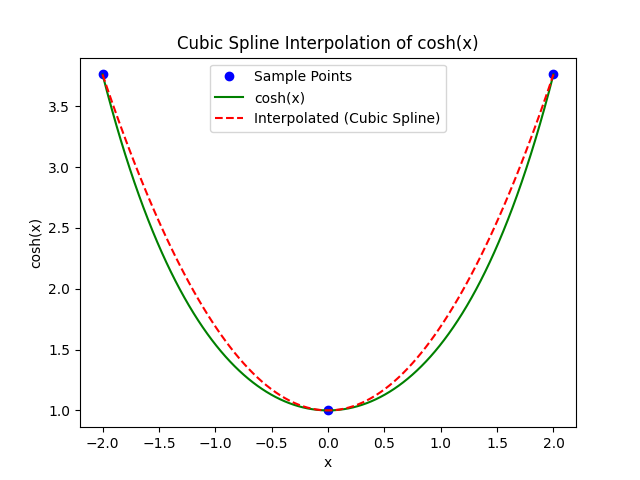 Cubic Spline Interpolation of cosh(x)
Sample Points
cosh(x)
Interpolated (Cubic Spline)
cosh(x)
3.5
3.0
2.5
2.0
1.5
1.0
−2.0 −1.5 −1.0 −0.5 0.0 0.5 1.0 1.5 2.0
x